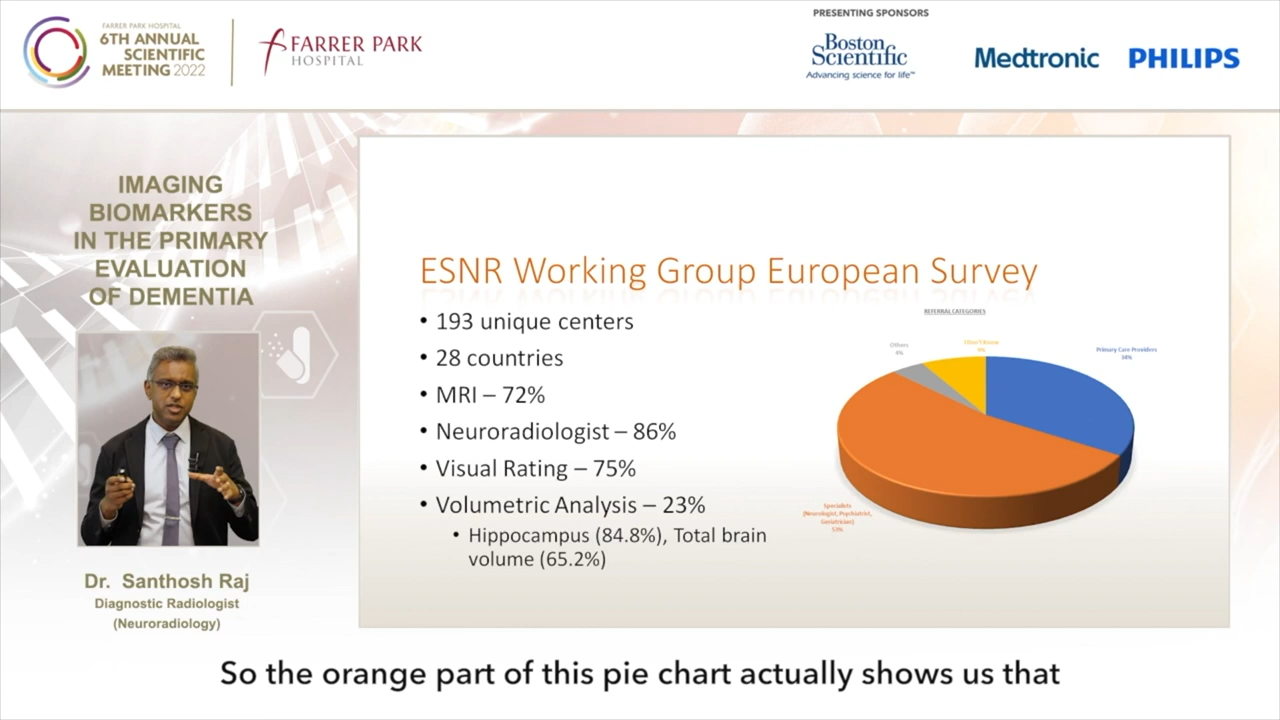 FARRER PARK HOSPITAL
6TH ANNUAL
SCIENTIFIC
MEETING 2022
FARRER PARK
HOSPITAL
PRESENTING SPONSORS
Boston
Scientific
Advancing science for life™
Medtronic
PHILIPS
IMAGING
BIOMARKERS
IN THE PRIMARY
EVALUATION
OF DEMENTIA
Dr. Santhosh Raj
Diagnostic Radiologist
(Neuroradiology)
ESNR Working Group European Survey
• 193 unique centers
• 28 countries
• MRI – 72%
• Neuroradiologist – 86%
• Visual Rating – 75%
• Volumetric Analysis – 23%
• Hippocampus (84.8%), Total brain
volume (65.2%)
REFERRAL CATEGORIES
Others
4%
I Don't Know
Primary Care Providers
34%
Specialists
(Neurologist, Psychiatrist,
Geriatrician)
53%
So the orange part of this pie chart actually shows us that